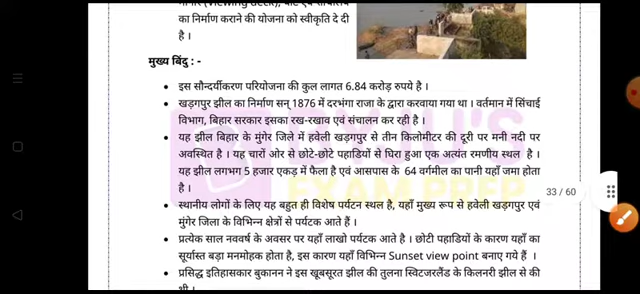 का निर्माण कराने की योजना को स्वीकृति दे दी
है ।
मुख्य बिंदु : -
इस सौन्दर्यीकरण परियोजना की कुल लागत 6.84 करोड़ रुपये है ।
खड़गपुर झील का निर्माण सन् 1876 में दरभंगा राजा के द्वारा करवाया गया था । वर्तमान में सिंचाई
विभाग, बिहार सरकार इसका रख-रखाव एवं संचालन कर रही है ।
यह झील बिहार के मुंगेर जिले में हवेली खड़गपुर से तीन किलोमीटर की दूरी पर मनी नदी पर
अवस्थित है । यह चारों ओर से छोटे-छोटे पहाडियों से घिरा हुआ एक अत्यंत रमणीय स्थल है ।
यह झील लगभग 5 हजार एकड़ में फैला है एवं आसपास के 64 वर्गमील का पानी यहाँ जमा होता
है ।
33 / 60
स्थानीय लोगों के लिए यह बहुत ही विशेष पर्यटन स्थल है, यहाँ मुख्य रूप से हवेली खड़गपुर एवं
मुंगेर जिला के विभिन्न क्षेत्रों से पर्यटक आते हैं ।
प्रत्येक साल नववर्ष के अवसर पर यहाँ लाखो पर्यटक आते है । छोटी पहाडियों के कारण यहाँ का
सूर्यास्त बड़ा मनमोहक होता है, इस कारण यहाँ विभिन्न Sunset view point बनाए गये हैं ।
प्रसिद्ध इतिहासकार बुकानन ने इस खूबसूरत झील की तुलना स्विटजरलैंड के किलनरी झील से की
थी ।